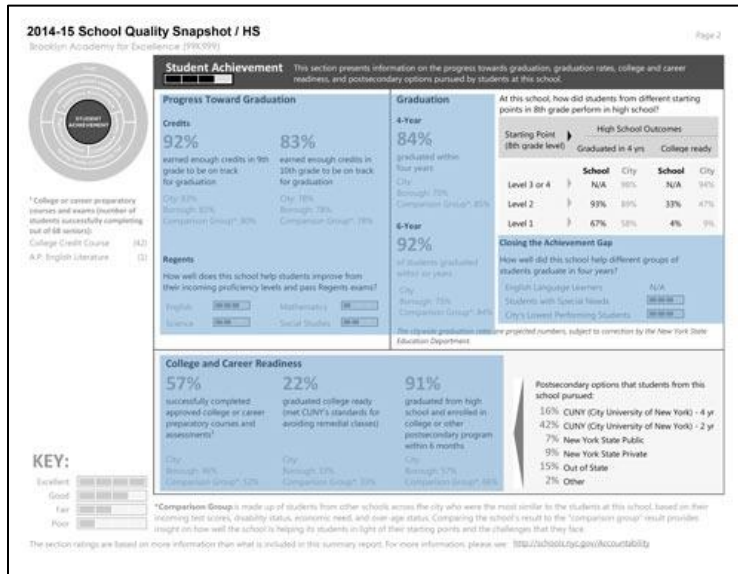 2014-15 School Quality Snapshot / HS
Page 2
Brooklyn Academy for Excellence (99K999)
Student Achievement
This section presents information on the progress towards graduation, graduation rates, college and career
readiness, and postsecondary options pursued by students at this school.
STUDENT
ACHIEVEMENT
¹ College or career preparatory
courses and exams (number of
students successfully completing
out of 68 seniors):
College Credit Course (42)
A.P. English Literature (1)
Progress Toward Graduation
Credits
92%
earned enough credits in 9th
grade to be on track
for graduation
City: 83%
Borough: 82%
Comparison Group*: 80%
83%
earned enough credits in
10th grade to be on track
for graduation
City: 78%
Borough: 78%
Comparison Group*: 78%
Regents
How well does this school help students improve from
their incoming proficiency levels and pass Regents exams?
English
Mathematics
Science
Social Studies
Graduation
4-Year
84%
graduated within
four years
City:
Borough: 70%
Comparison Group*: 85%
6-Year
92%
of students graduated
within six years
City:
Borough: 75%
Comparison Group*: 84%
At this school, how did students from different starting
points in 8th grade perform in high school?
Starting Point
(8th grade level)
High School Outcomes
Graduated in 4 yrs College ready
School City School City
Level 3 or 4 N/A 98% N/A 94%
Level 2 93% 89% 33% 47%
Level 1 67% 58% 4% 9%
Closing the Achievement Gap
How well did this school help different groups of
students graduate in four years?
English Language Learners N/A
Students with Special Needs
City's Lowest Performing Students
The citywide graduation rates are projected numbers, subject to correction by the New York State
Education Department.
College and Career Readiness
57%
successfully completed
approved college or career
preparatory courses and
assessments¹
City:
Borough: 46%
Comparison Group*: 52%
22%
graduated college ready
(met CUNY's standards for
avoiding remedial classes)
City:
Borough: 33%
Comparison Group*:
91%
graduated from high
school and enrolled in
college or other
postsecondary program
within 6 months
City:
Borough: 57%
Comparison Group*:
Postsecondary options that students from this
school pursued:
16% CUNY (City University of New York) - 4 yr
42% CUNY (City University of New York) - 2 yr
7% New York State Public
9% New York State Private
15% Out of State
2% Other
KEY:
Excellent
Good
Fair
Poor
*Comparison Group is made up of students from other schools across the city who were the most similar to the students at this school, based on their
incoming test scores, disability status, economic need, and over-age status. Comparing the school's result to the "comparison group" result provides
insight on how well the school is helping its students in light of their starting points and the challenges that they face.
The section ratings are based on more information than what is included in this summary report. For more information, please see: http://schools.nyc.gov/Accountability